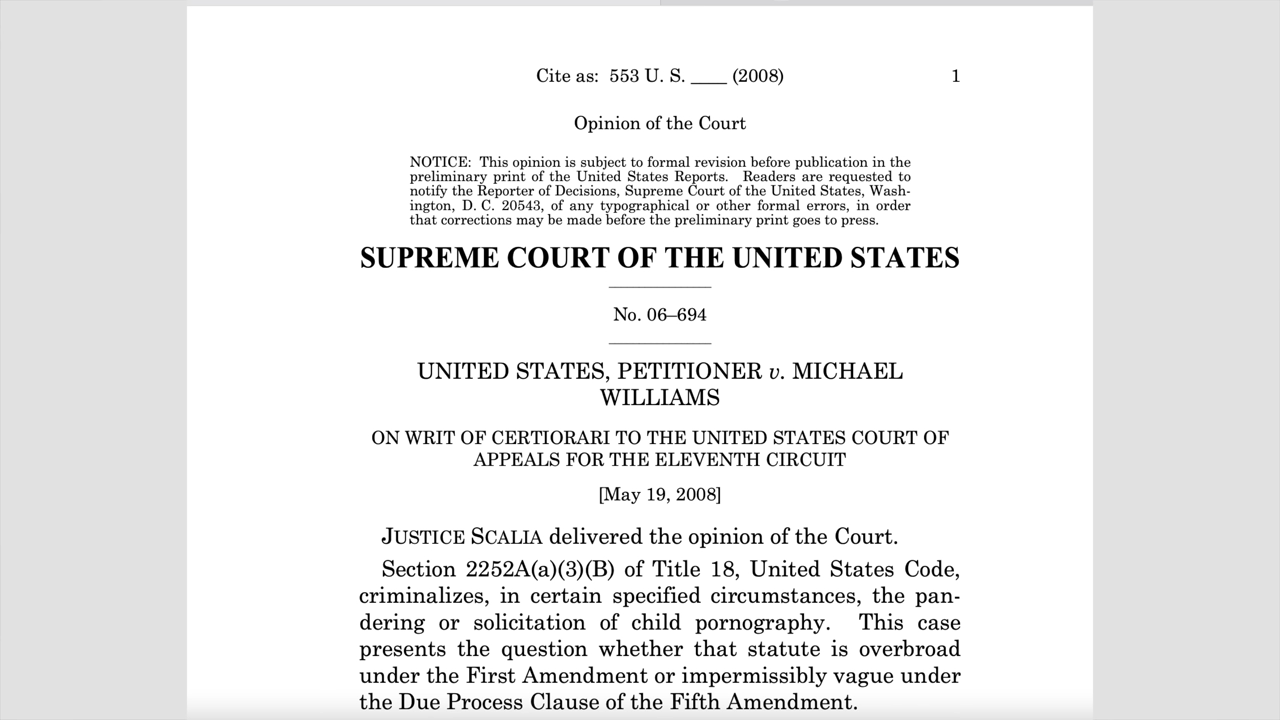 Cite as: 553 U. S. ____ (2008) 1
Opinion of the Court
NOTICE: This opinion is subject to formal revision before publication in the
preliminary print of the United States Reports. Readers are requested to
notify the Reporter of Decisions, Supreme Court of the United States, Wash-
ington, D. C. 20543, of any typographical or other formal errors, in order
that corrections may be made before the preliminary print goes to press.
SUPREME COURT OF THE UNITED STATES
No. 06–694
UNITED STATES, PETITIONER v. MICHAEL
WILLIAMS
ON WRIT OF CERTIORARI TO THE UNITED STATES COURT OF
APPEALS FOR THE ELEVENTH CIRCUIT
[May 19, 2008]
JUSTICE SCALIA delivered the opinion of the Court.
Section 2252A(a)(3)(B) of Title 18, United States Code,
criminalizes, in certain specified circumstances, the pan-
dering or solicitation of child pornography. This case
presents the question whether that statute is overbroad
under the First Amendment or impermissibly vague under
the Due Process Clause of the Fifth Amendment.